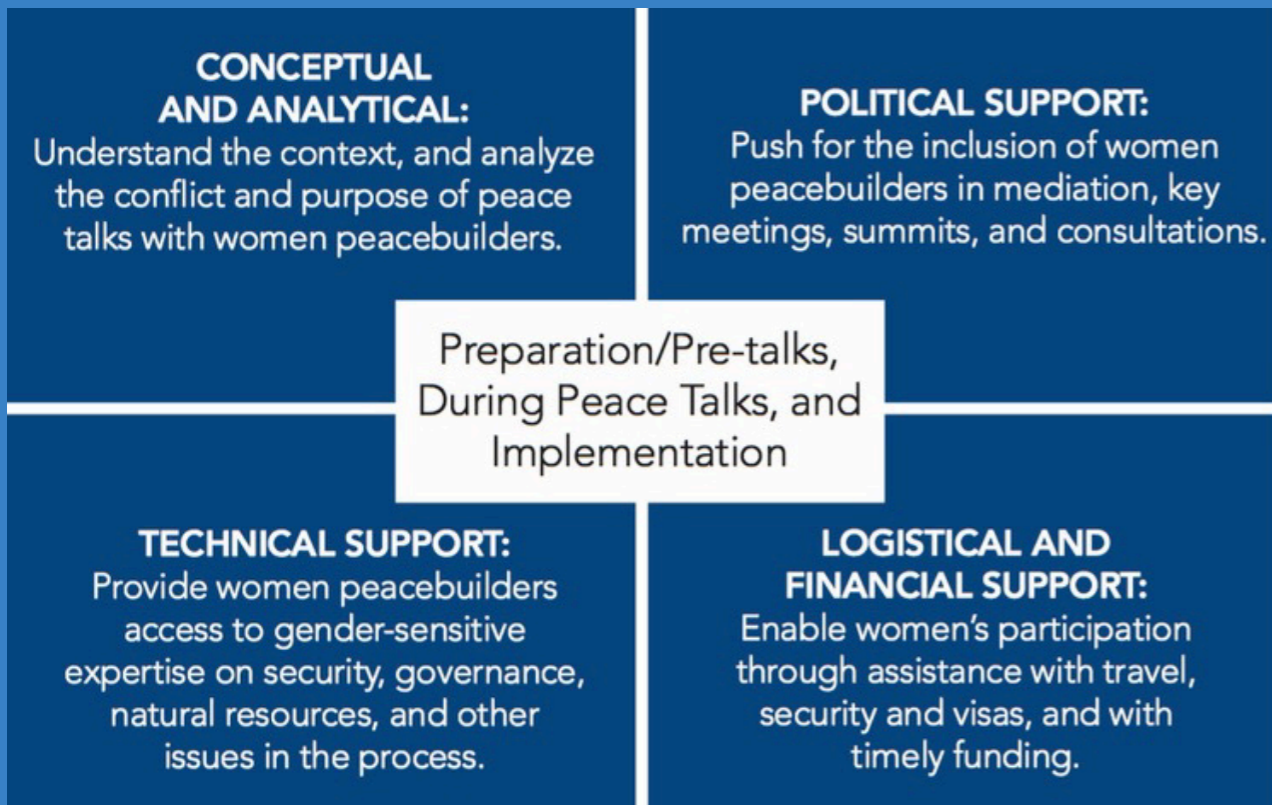 CONCEPTUAL
AND ANALYTICAL:
Understand the context, and analyze
the conflict and purpose of peace
talks with women peacebuilders.
POLITICAL SUPPORT:
Push for the inclusion of women
peacebuilders in mediation, key
meetings, summits, and consultations.
Preparation/Pre-talks,
During Peace Talks, and
Implementation
TECHNICAL SUPPORT:
Provide women peacebuilders
access to gender-sensitive
expertise on security, governance,
natural resources, and other
issues in the process.
LOGISTICAL AND
FINANCIAL SUPPORT:
Enable women’s participation
through assistance with travel,
security and visas, and with
timely funding.